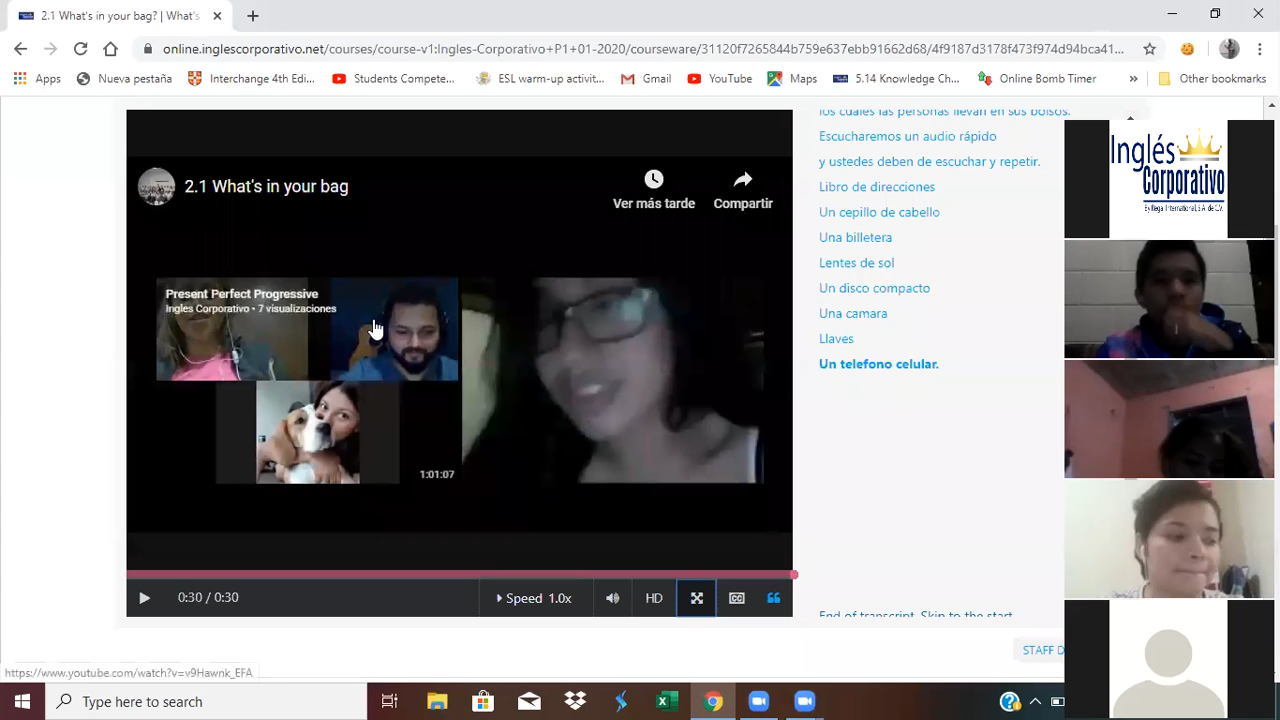 2.1 What's in your bag? | What's
online.inglescorporativo.net/courses/course-v1:Ingles-Corporativo+P1+01-2020/courseware/31120f7265844b759e637ebb91662d68/4f9187d3178f473f974d94bca41...
Apps
Nueva pestaña
Interchange 4th Edi...
Students Compete...
ESL warm-up activit...
Gmail
YouTube
Maps
5.14 Knowledge Ch...
Online Bomb Timer
»
Other bookmarks
2.1 What's in your bag
Ver más tarde
Compartir
Present Perfect Progressive
Ingles Corporativo • 7 visualizaciones
1:01:07
0:30 / 0:30
Speed 1.0x
HD
CC
los cuales las personas llevan en sus bolsos.
Escucharemos un audio rápido
y ustedes deben de escuchar y repetir.
Libro de direcciones
Un cepillo de cabello
Una billetera
Lentes de sol
Un disco compacto
Una camara
Llaves
Un telefono celular.
End of transcript. Skip to the start.
STAFF D
Inglés
Corporativo
https://www.youtube.com/watch?v=v9Hawnk_EFA
Type here to search